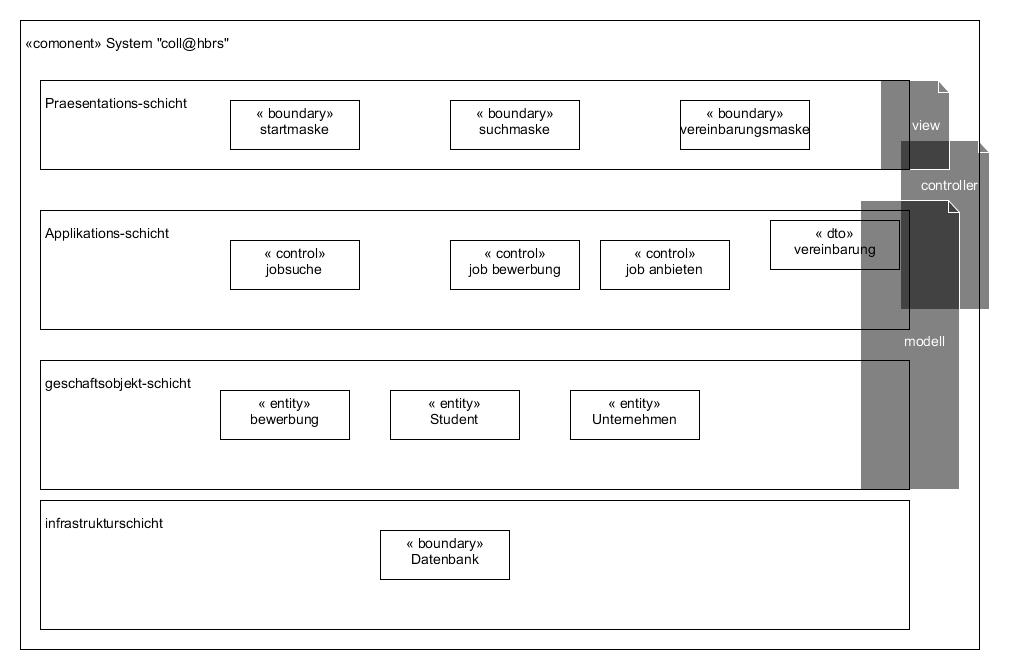 «comonent» System "coll@hbrs"
Praesentations-schicht
« boundary»
startmaske
« boundary»
suchmaske
« boundary»
vereinbarungsmaske
view
controller
Applikations-schicht
« control»
jobsuche
« control»
job bewerbung
« control»
job anbieten
« dto»
vereinbarung
modell
geschaftsobjekt-schicht
« entity»
bewerbung
« entity»
Student
« entity»
Unternehmen
infrastrukturschicht
« boundary»
Datenbank